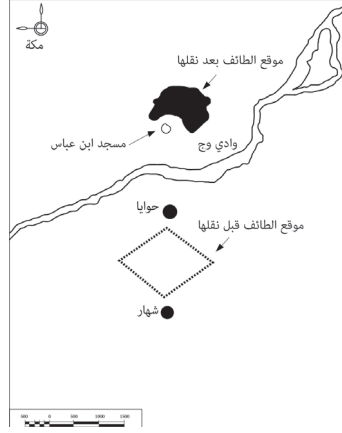 مكة
موقع الطائف بعد نقلها
مسجد ابن عباس
وادي وج
حوايا
موقع الطائف قبل نقلها
شهار
500 0 500 1000 1500